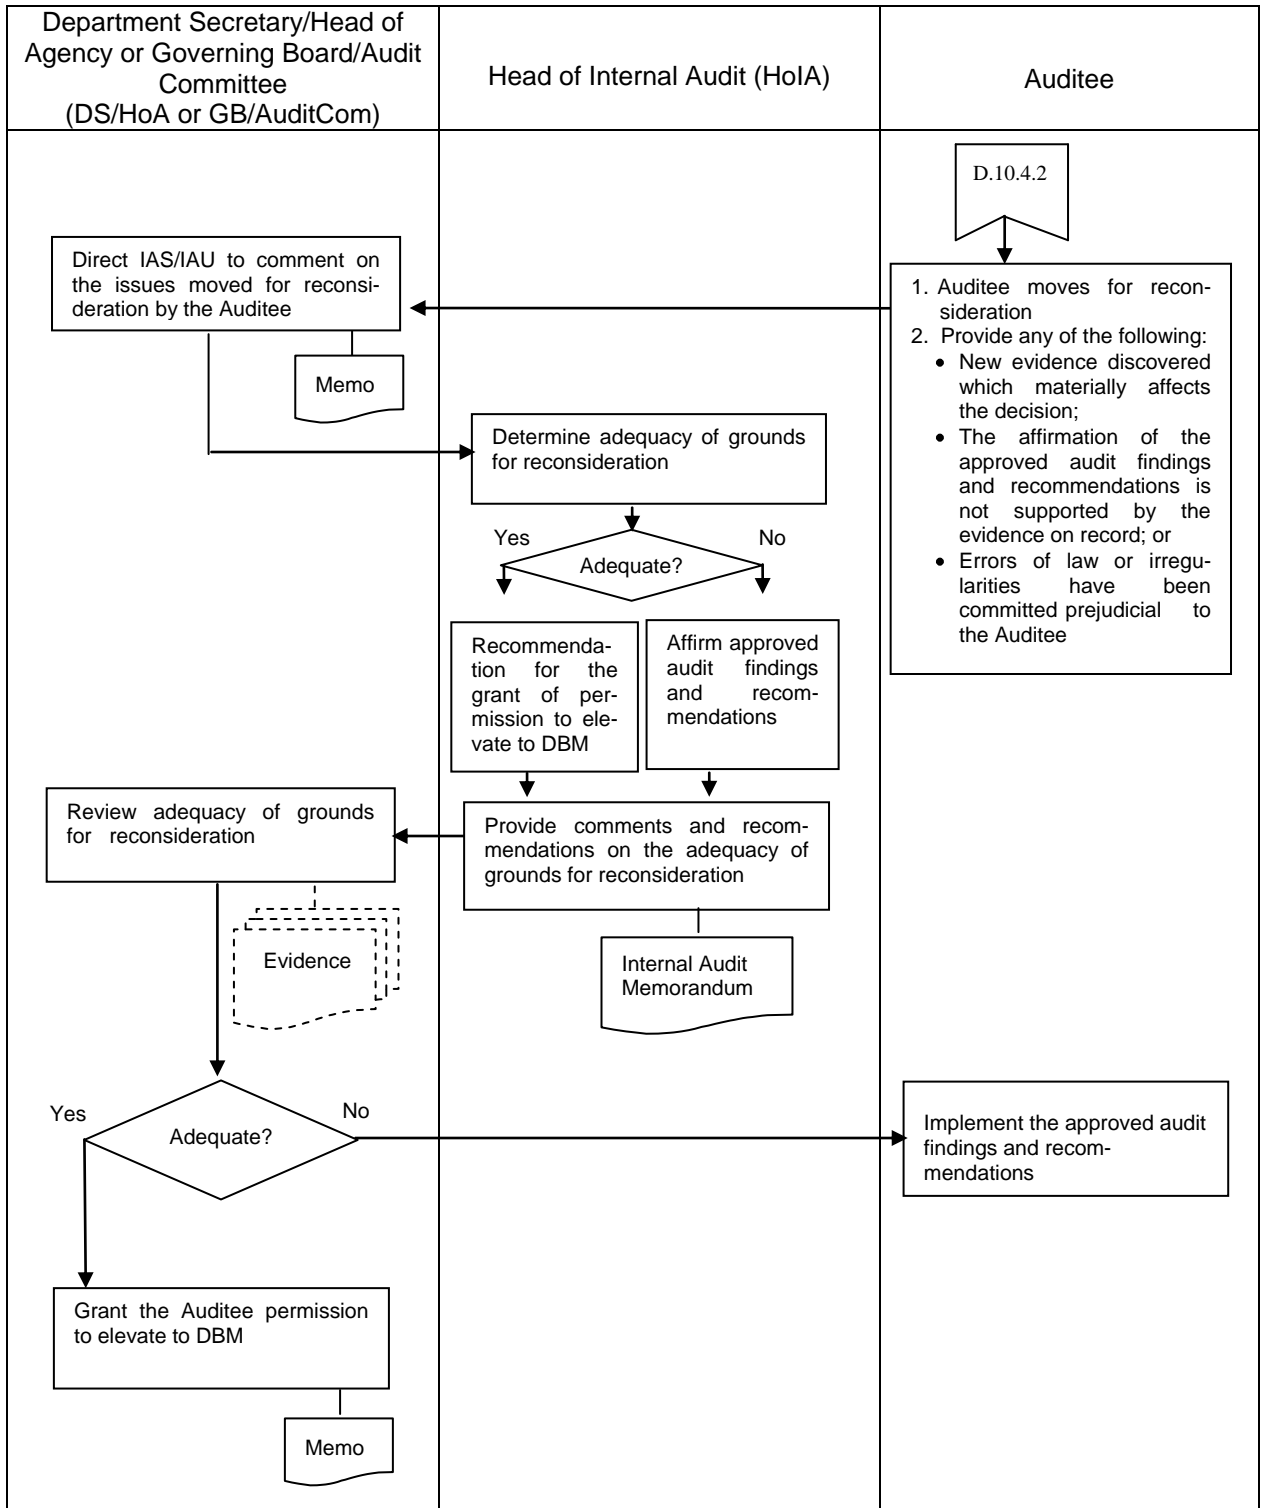 Department Secretary/Head of
Agency or Governing Board/Audit
Committee
(DS/HoA or GB/AuditCom)
Head of Internal Audit (HoIA)
Auditee
D.10.4.2
Direct IAS/IAU to comment on
the issues moved for reconsi-
deration by the Auditee
Memo
1. Auditee moves for recon-
sideration
2. Provide any of the following:
• New evidence discovered
which materially affects
the decision;
• The affirmation of the
approved audit findings
and recommendations is
not supported by the
evidence on record; or
• Errors of law or irregu-
larities have been
committed prejudicial to
the Auditee
Determine adequacy of grounds
for reconsideration
Yes
No
Adequate?
Recommenda-
tion for the
grant of per-
mission to ele-
vate to DBM
Affirm approved
audit findings
and recom-
mendations
Review adequacy of grounds
for reconsideration
Provide comments and recom-
mendations on the adequacy of
grounds for reconsideration
Evidence
Internal Audit
Memorandum
Yes
No
Adequate?
Implement the approved audit
findings and recom-
mendations
Grant the Auditee permission
to elevate to DBM
Memo